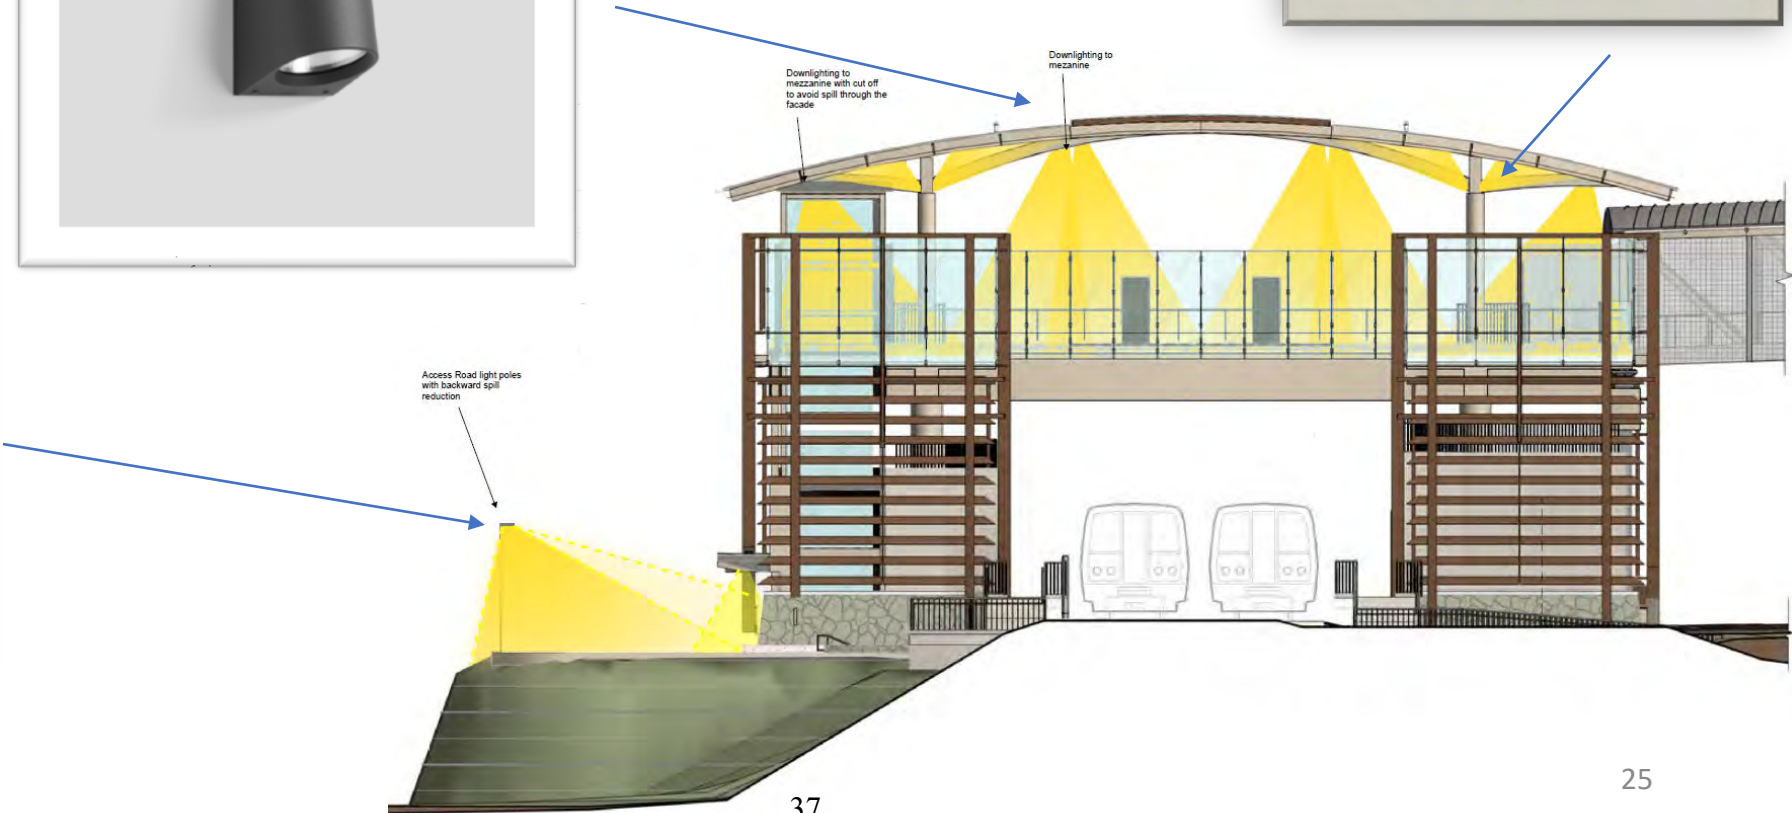 Downlighting to
mezanine
Downlighting to
mezzanine with cut off
to avoid spill through the
facade
Access Road light poles
with backward spill
reduction
25
37